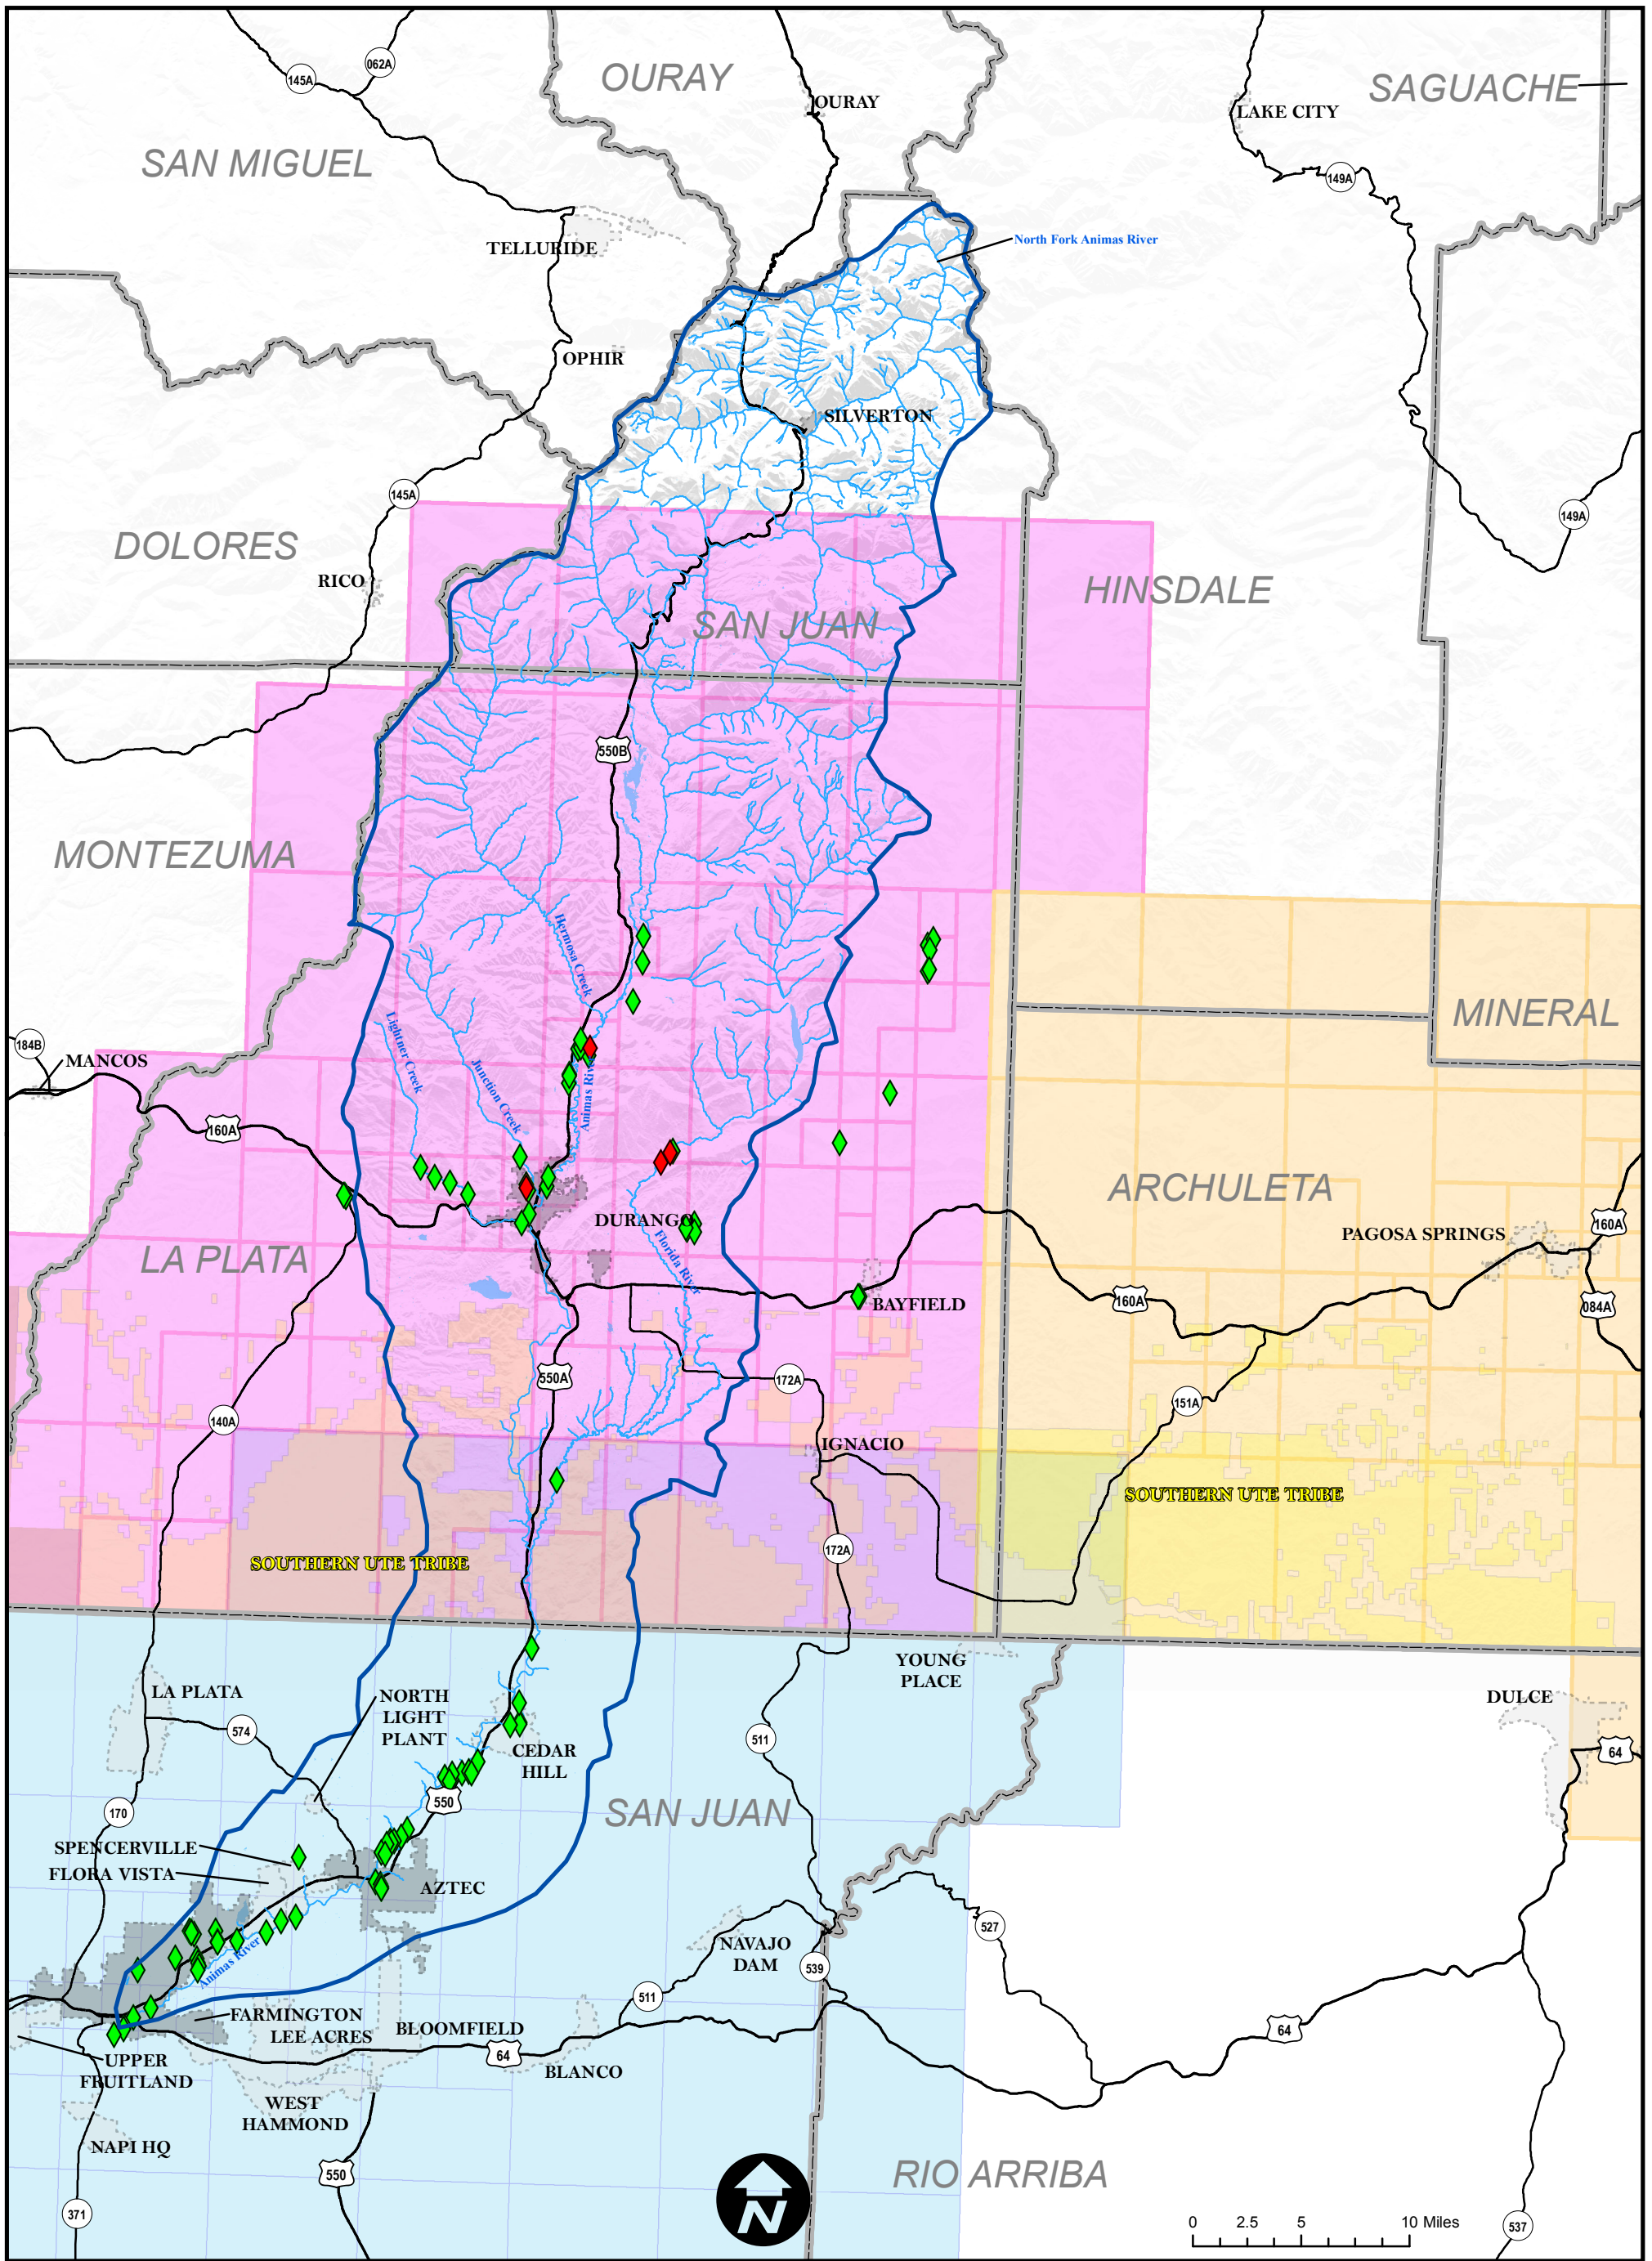 062A
145A
OURAY
OURAY
SAGUACHE
LAKE CITY
SAN MIGUEL
149A
TELLURIDE
North Fork Animas River
OPHIR
SILVERTON
145A
149A
DOLORES
RICO
HINSDALE
SAN JUAN
550B
MONTEZUMA
Hermosa Creek
MINERAL
Lightner Creek
184B
MANCOS
Junction Creek
Animas River
160A
ARCHULETA
DURANGO
PAGOSA SPRINGS
160A
LA PLATA
Florida River
BAYFIELD
160A
084A
550A
172A
151A
140A
IGNACIO
SOUTHERN UTE TRIBE
172A
SOUTHERN UTE TRIBE
YOUNG
PLACE
LA PLATA
NORTH
LIGHT
PLANT
DULCE
574
511
CEDAR
HILL
64
550
SAN JUAN
170
SPENCERVILLE
FLORA VISTA
AZTEC
527
NAVAJO
DAM
Animas River
539
511
FARMINGTON
LEE ACRES
BLOOMFIELD
64
64
UPPER
FRUITLAND
BLANCO
WEST
HAMMOND
NAPI HQ
550
RIO ARRIBA
N
371
0 2.5 5 10 Miles
537